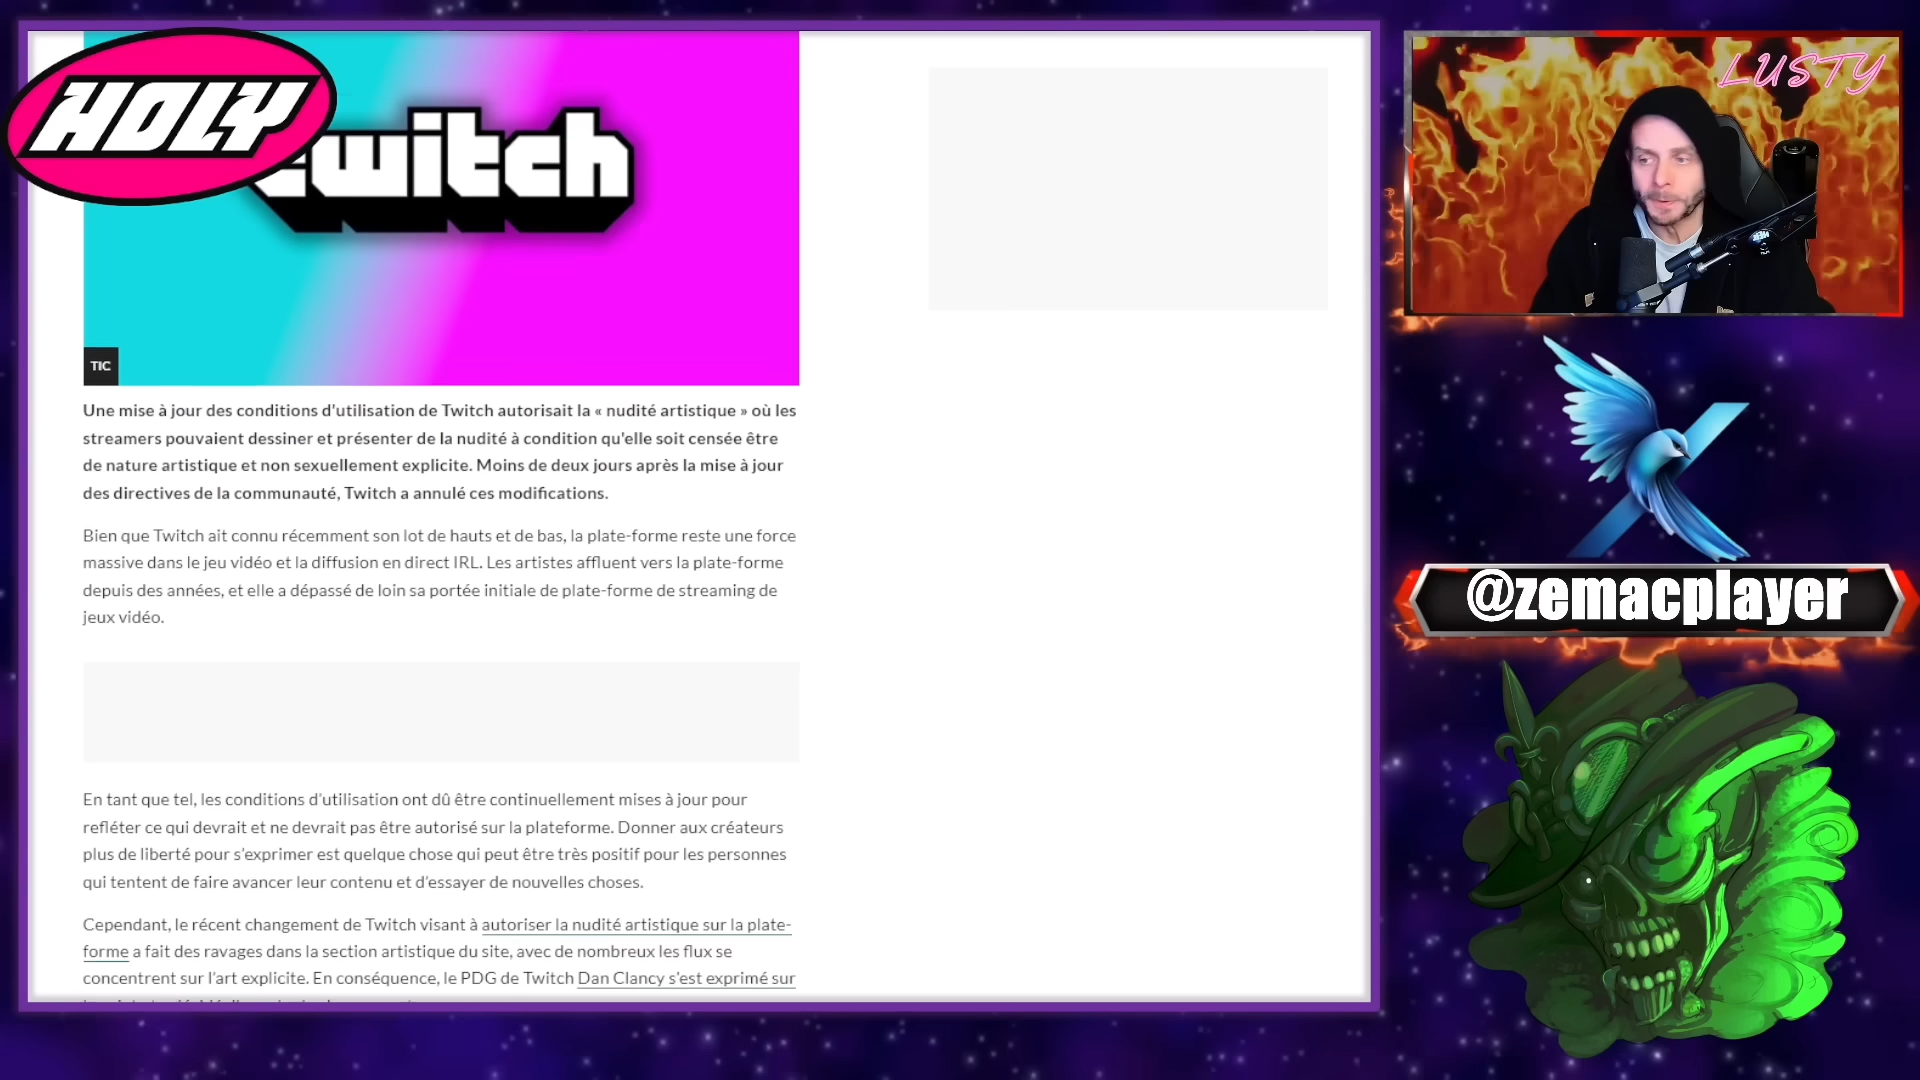 HOLY
twitch
TIC
Une mise à jour des conditions d'utilisation de Twitch autorisait la « nudité artistique » où les
streamers pouvaient dessiner et présenter de la nudité à condition qu'elle soit censée être
de nature artistique et non sexuellement explicite. Moins de deux jours après la mise à jour
des directives de la communauté, Twitch a annulé ces modifications.
Bien que Twitch ait connu récemment son lot de hauts et de bas, la plate-forme reste une force
massive dans le jeu vidéo et la diffusion en direct IRL. Les artistes affluent vers la plate-forme
depuis des années, et elle a dépassé de loin sa portée initiale de plate-forme de streaming de
jeux vidéo.
En tant que tel, les conditions d'utilisation ont dû être continuellement mises à jour pour
refléter ce qui devrait et ne devrait pas être autorisé sur la plateforme. Donner aux créateurs
plus de liberté pour s'exprimer est quelque chose qui peut être très positif pour les personnes
qui tentent de faire avancer leur contenu et d'essayer de nouvelles choses.
Cependant, le récent changement de Twitch visant à autoriser la nudité artistique sur la plate-
forme a fait des ravages dans la section artistique du site, avec de nombreux les flux se
concentrent sur l'art explicite. En conséquence, le PDG de Twitch Dan Clancy s'est exprimé sur
LUSTY
@zemacplayer